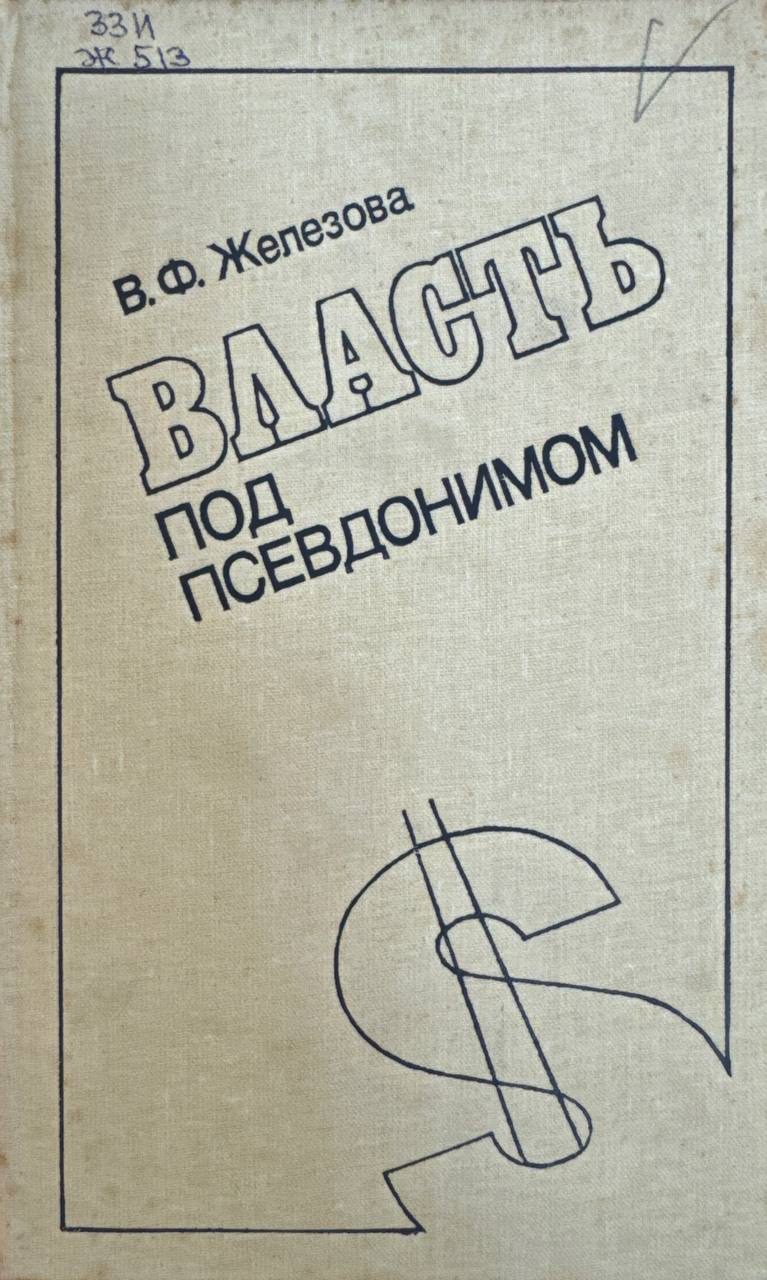 33И
Ж 513
В.Ф. Железова
ВЛАСТЬ
ПОД
ПСЕВДОНИМОМ